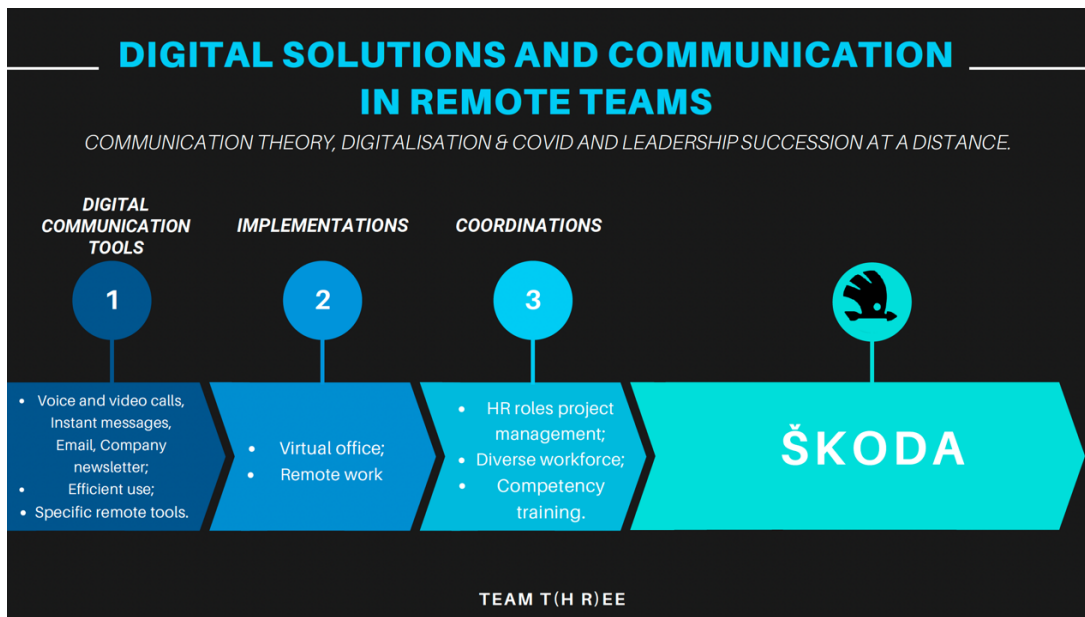 DIGITAL SOLUTIONS AND COMMUNICATION
IN REMOTE TEAMS
COMMUNICATION THEORY, DIGITALISATION & COVID AND LEADERSHIP SUCCESSION AT A DISTANCE.
DIGITAL
COMMUNICATION
TOOLS
1
• Voice and video calls,
Instant messages,
Email, Company
newsletter;
• Efficient use;
• Specific remote tools.
IMPLEMENTATIONS
2
• Virtual office;
• Remote work
COORDINATIONS
3
• HR roles project
management;
• Diverse workforce;
• Competency
training.
ŠKODA
TEAM T(H R)EE